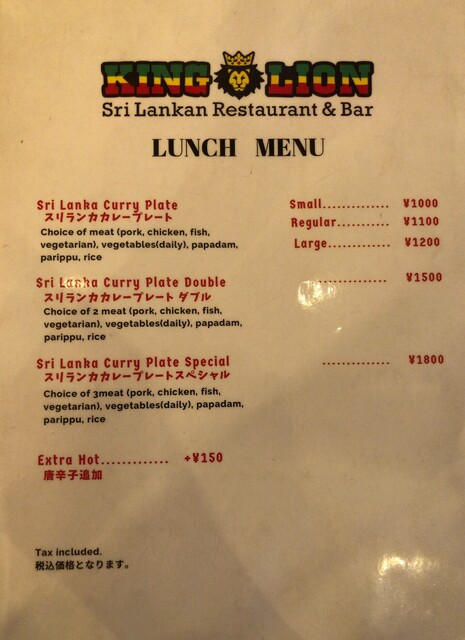 KING LION
Sri Lankan Restaurant & Bar
LUNCH MENU
Sri Lanka Curry Plate
スリランカカレープレート
Choice of meat (pork, chicken, fish,
vegetarian), vegetables(daily), papadam,
parippu, rice
Small............. ¥1000
Regular.......... ¥1100
Large............ ¥1200
Sri Lanka Curry Plate Double ............. ¥1500
スリランカカレープレート ダブル
Choice of 2 meat (pork, chicken, fish,
vegetarian), vegetables(daily), papadam,
parippu, rice
Sri Lanka Curry Plate Special ............. ¥1800
スリランカカレープレートスペシャル
Choice of 3meat (pork, chicken, fish,
vegetarian), vegetables(daily), papadam,
parippu, rice
Extra Hot............. +¥150
唐辛子追加
Tax included.
税込価格となります。